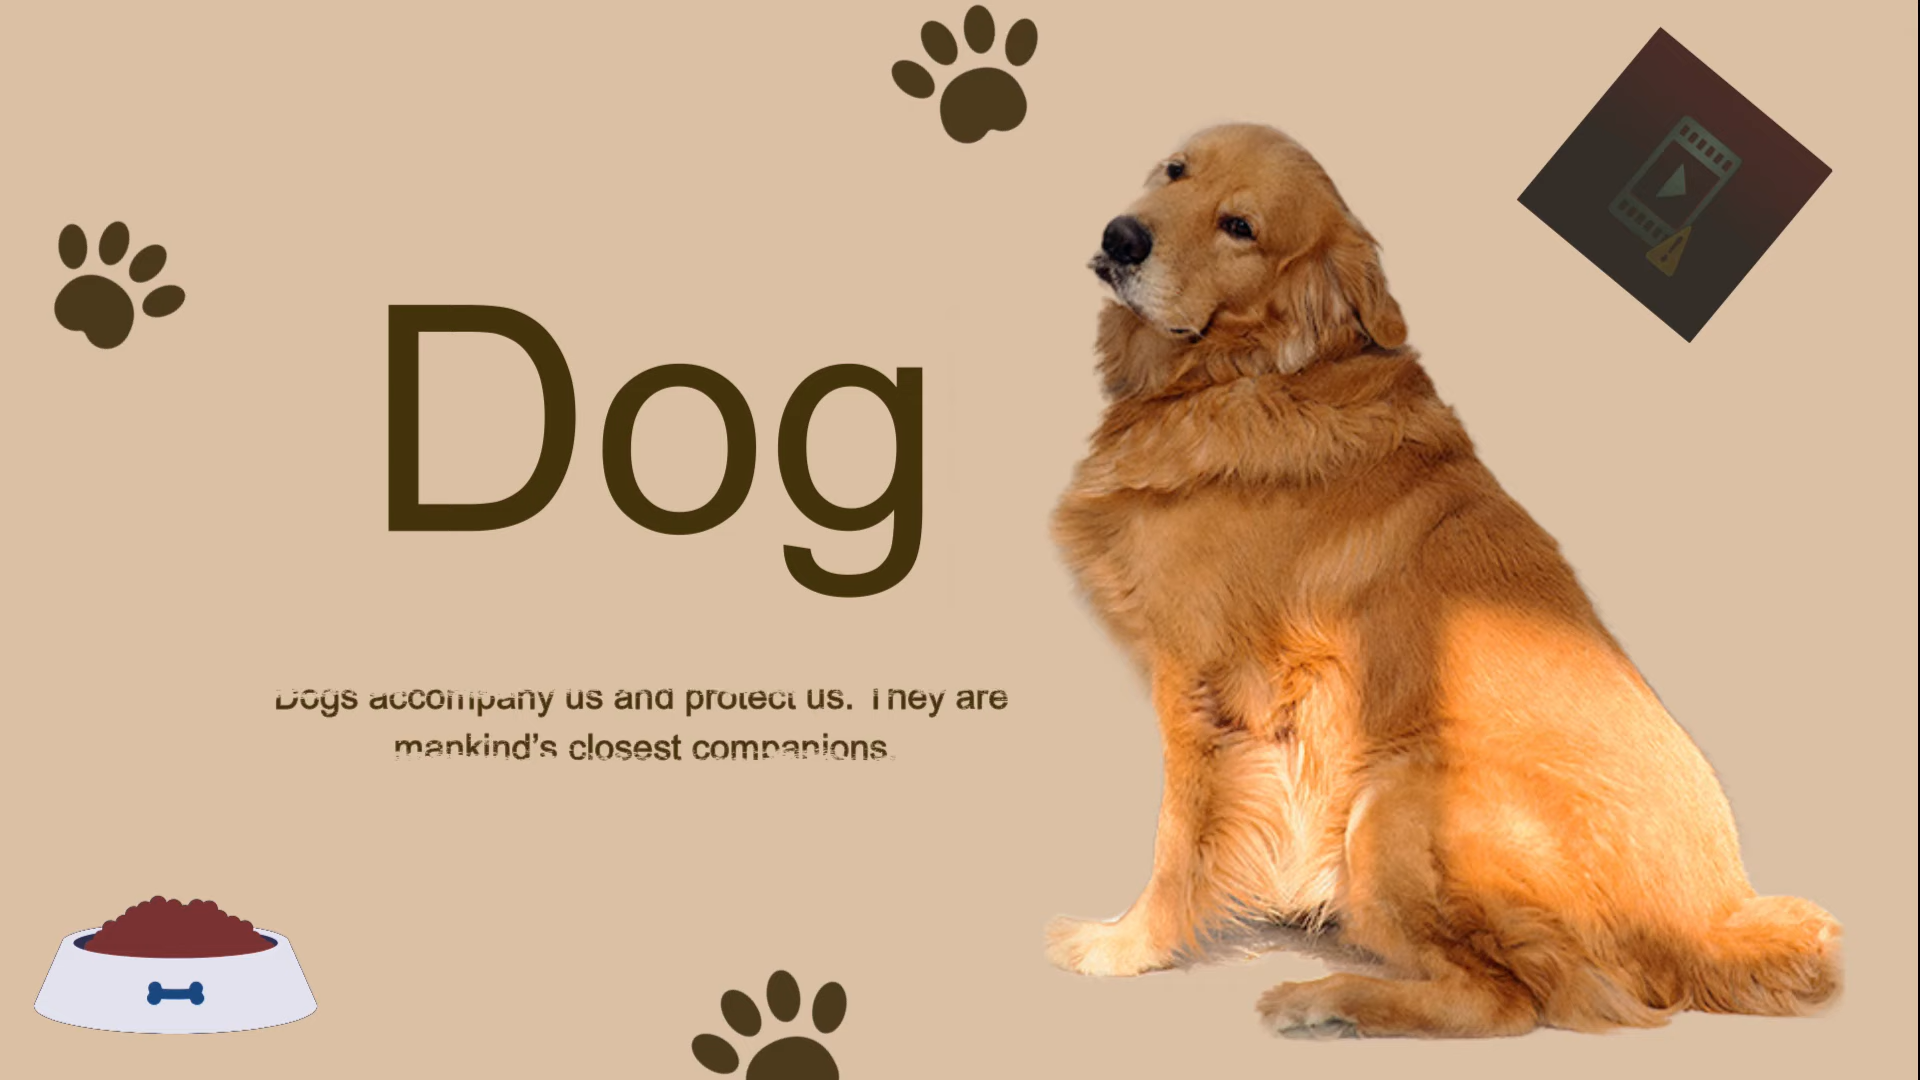 Dog
Dogs accompany us and protect us. They are
mankind’s closest companions.